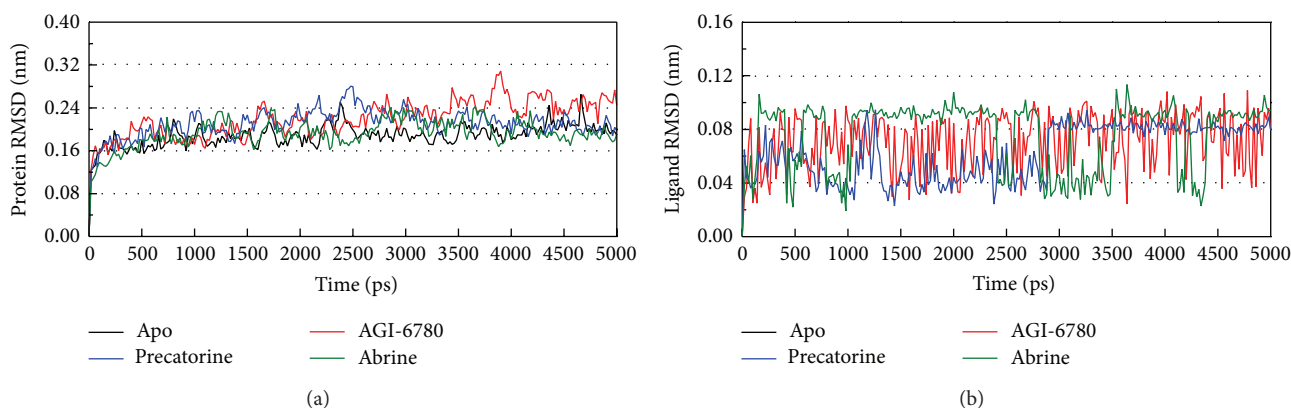 Protein RMSD (nm)
0.40
0.32
0.24
0.16
0.08
0.00
0 500 1000 1500 2000 2500 3000 3500 4000 4500 5000
Time (ps)
Apo AGI-6780
Precatorine Abrine
(a)
Ligand RMSD (nm)
0.16
0.12
0.08
0.04
0.00
0 500 1000 1500 2000 2500 3000 3500 4000 4500 5000
Time (ps)
Apo AGI-6780
Precatorine Abrine
(b)